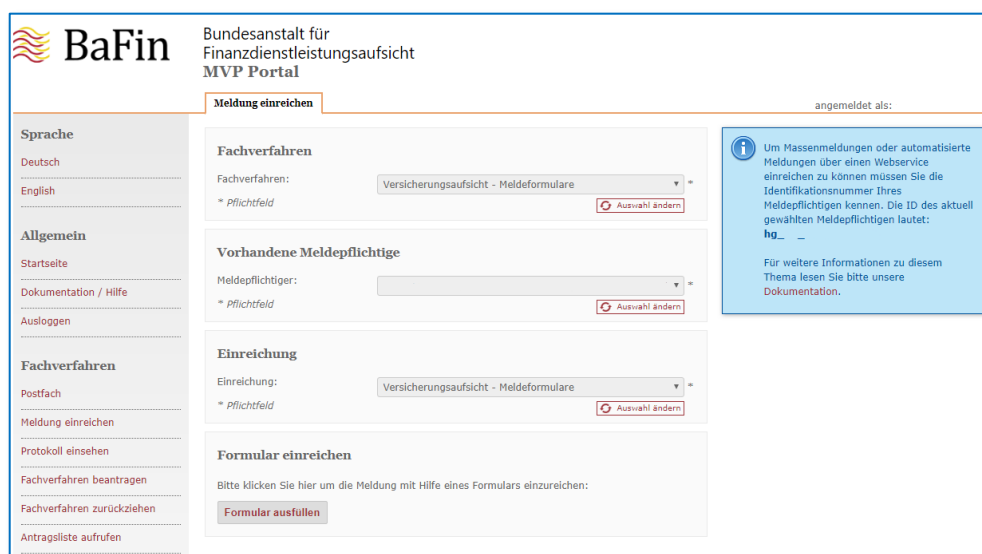 BaFin
Bundesanstalt für
Finanzdienstleistungsaufsicht
MVP Portal
Meldung einreichen
angemeldet als:
Sprache
Deutsch
English
Allgemein
Startseite
Dokumentation / Hilfe
Ausloggen
Fachverfahren
Postfach
Meldung einreichen
Protokoll einsehen
Fachverfahren beantragen
Fachverfahren zurückziehen
Antragsliste aufrufen
Fachverfahren
Fachverfahren: Versicherungsaufsicht - Meldeformulare *
* Pflichtfeld Auswahl ändern
Vorhandene Meldepflichtige
Meldepflichtiger: *
* Pflichtfeld Auswahl ändern
Einreichung
Einreichung: Versicherungsaufsicht - Meldeformulare *
* Pflichtfeld Auswahl ändern
Formular einreichen
Bitte klicken Sie hier um die Meldung mit Hilfe eines Formulars einzureichen:
Formular ausfüllen
Um Massenmeldungen oder automatisierte
Meldungen über einen Webservice
einreichen zu können müssen Sie die
Identifikationsnummer Ihres
Meldepflichtigen kennen. Die ID des aktuell
gewählten Meldepflichtigen lautet:
hg_ _
Für weitere Informationen zu diesem
Thema lesen Sie bitte unsere
Dokumentation.